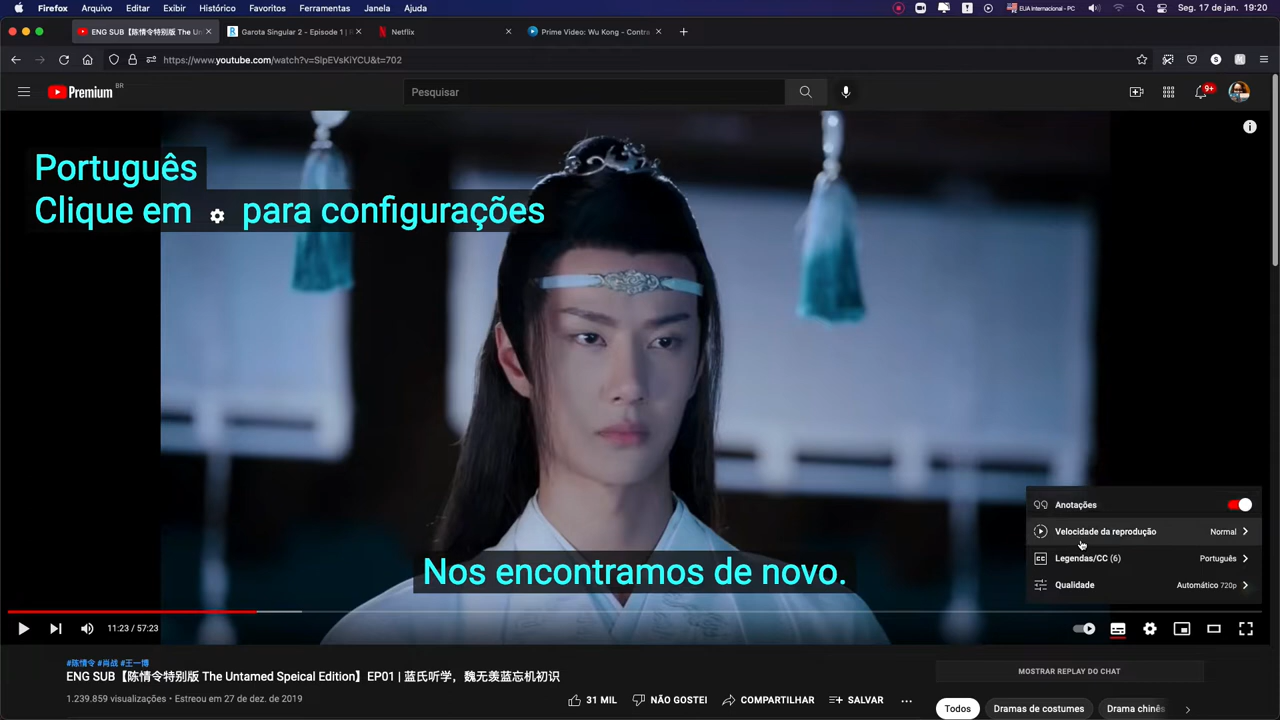 Firefox Arquivo Editar Exibir Histórico Favoritos Ferramentas Janela Ajuda EUA Internacional - PC Seg. 17 de jan. 19:20
ENG SUB【陈情令特别版 The Un Garota Singular 2 - Episode 1 | Netflix Prime Video: Wu Kong - Contra
https://www.youtube.com/watch?v=SlpEVsKiYCU&t=702
Premium BR Pesquisar 9+
Português
Clique em para configurações
Anotações
Velocidade da reprodução Normal
Legendas/CC (6) Português
Qualidade Automático 720p
Nos encontramos de novo.
11:23 / 57:23
#陈情令 #肖战 #王一博
ENG SUB【陈情令特别版 The Untamed Speical Edition】EP01 | 蓝氏听学，魏无羡蓝忘机初识
1.239.859 visualizações • Estreou em 27 de dez. de 2019
31 MIL NÃO GOSTEI COMPARTILHAR SALVAR
MOSTRAR REPLAY DO CHAT
Todos Dramas de costumes Drama chinês